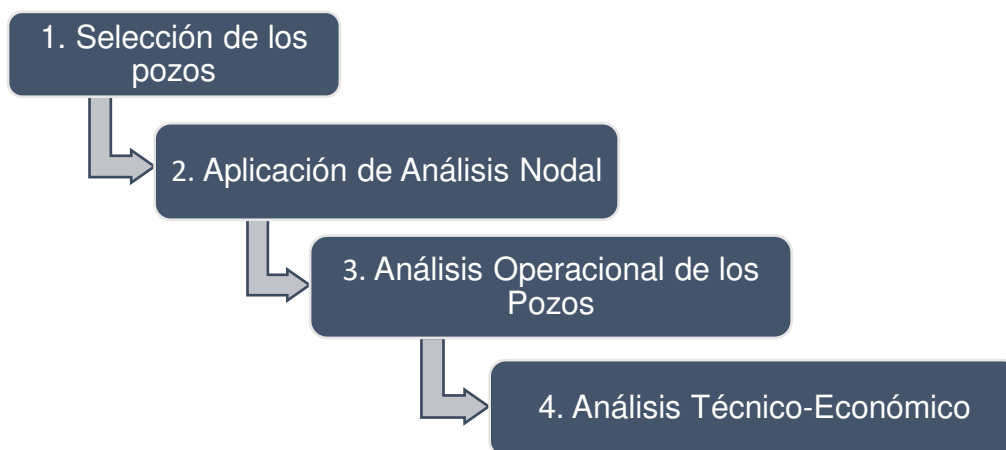 1. Selección de los
pozos
2. Aplicación de Análisis Nodal
3. Análisis Operacional de los
Pozos
4. Análisis Técnico-Económico